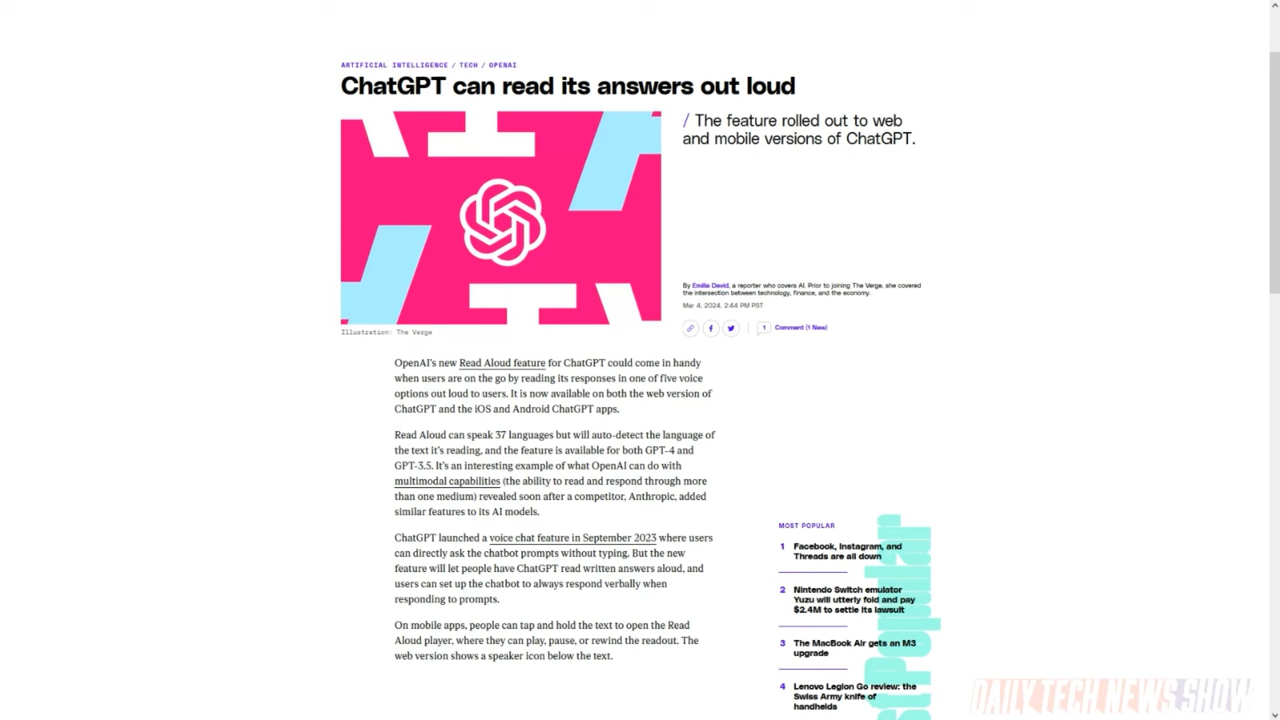 ARTIFICIAL INTELLIGENCE / TECH / OPENAI
ChatGPT can read its answers out loud
/ The feature rolled out to web
and mobile versions of ChatGPT.
By Emilia David, a reporter who covers AI. Prior to joining The Verge, she covered
the intersection between technology, finance, and the economy.
Mar 4, 2024, 2:44 PM PST
1 Comment (1 New)
Illustration: The Verge
OpenAI's new Read Aloud feature for ChatGPT could come in handy
when users are on the go by reading its responses in one of five voice
options out loud to users. It is now available on both the web version of
ChatGPT and the iOS and Android ChatGPT apps.
Read Aloud can speak 37 languages but will auto-detect the language of
the text it's reading, and the feature is available for both GPT-4 and
GPT-3.5. It's an interesting example of what OpenAI can do with
multimodal capabilities (the ability to read and respond through more
than one medium) revealed soon after a competitor, Anthropic, added
similar features to its AI models.
ChatGPT launched a voice chat feature in September 2023 where users
can directly ask the chatbot prompts without typing. But the new
feature will let people have ChatGPT read written answers aloud, and
users can set up the chatbot to always respond verbally when
responding to prompts.
On mobile apps, people can tap and hold the text to open the Read
Aloud player, where they can play, pause, or rewind the readout. The
web version shows a speaker icon below the text.
MOST POPULAR
1 Facebook, Instagram, and
Threads are all down
2 Nintendo Switch emulator
Yuzu will utterly fold and pay
$2.4M to settle its lawsuit
3 The MacBook Air gets an M3
upgrade
4 Lenovo Legion Go review: the
Swiss Army knife of
handhelds
st Popular
DAILY TECH NEWS SHOW